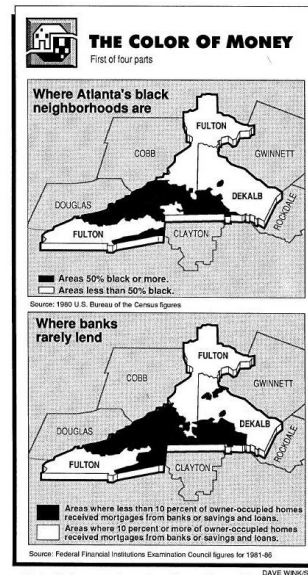 THE COLOR OF MONEY
First of four parts
Where Atlanta's black
neighborhoods are
FULTON
COBB
GWINNETT
DEKALB
DOUGLAS
ROCKDALE
FULTON
CLAYTON
Areas 50% black or more.
Areas less than 50% black.
Source: 1980 U.S. Bureau of the Census figures
Where banks
rarely lend
FULTON
COBB
GWINNETT
DEKALB
DOUGLAS
ROCKDALE
FULTON
CLAYTON
Areas where less than 10 percent of owner-occupied homes
received mortgages from banks or savings and loans.
Areas where 10 percent or more of owner-occupied homes
received mortgages from banks or savings and loans.
Source: Federal Financial Institutions Examination Council figures for 1981-86
DAVE WINK/S